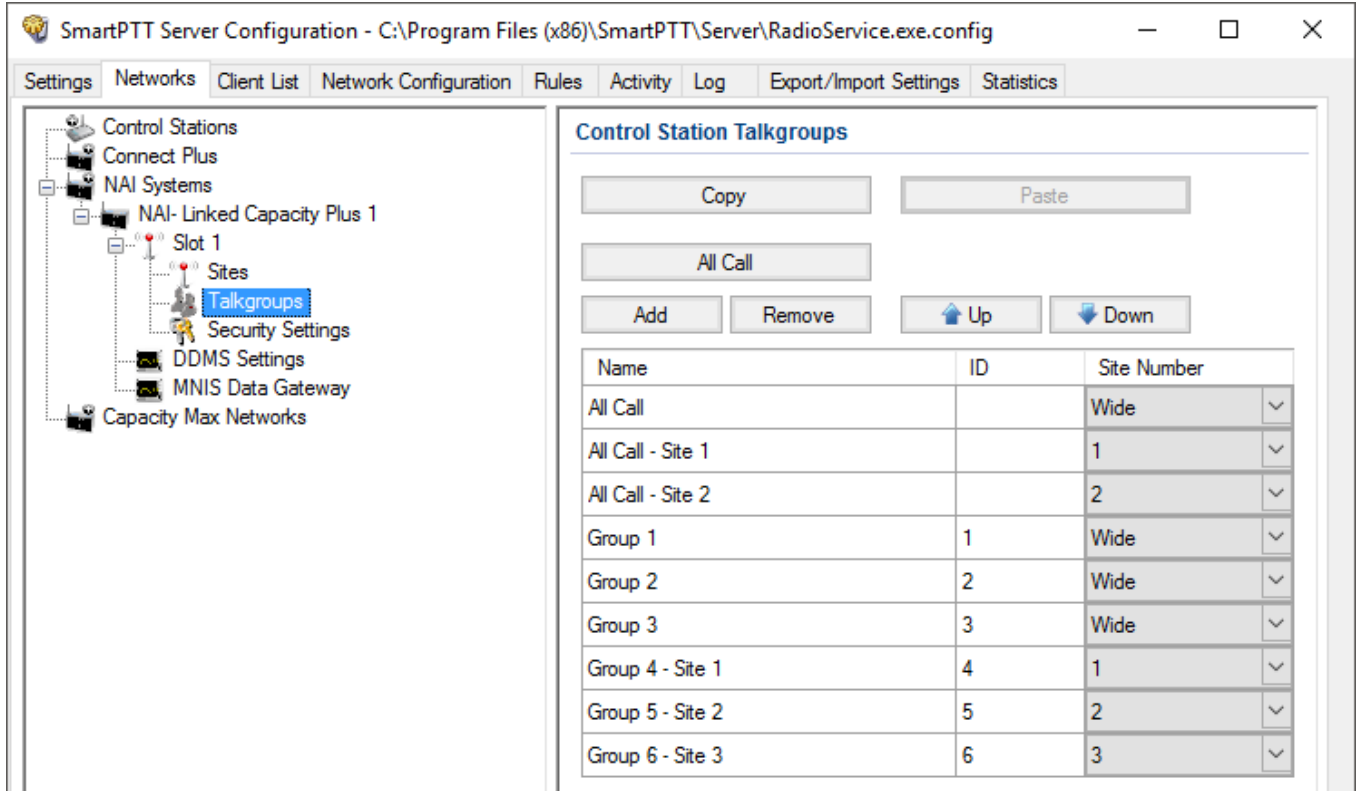 SmartPTT Server Configuration - C:\Program Files (x86)\SmartPTT\Server\RadioService.exe.config
Settings Networks Client List Network Configuration Rules Activity Log Export/Import Settings Statistics
Control Stations
Connect Plus
NAI Systems
NAI- Linked Capacity Plus 1
Slot 1
Sites
Talkgroups
Security Settings
DDMS Settings
MNIS Data Gateway
Capacity Max Networks
Control Station Talkgroups
Copy Paste
All Call
Add Remove Up Down
Name ID Site Number
All Call Wide
All Call - Site 1 1
All Call - Site 2 2
Group 1 1 Wide
Group 2 2 Wide
Group 3 3 Wide
Group 4 - Site 1 4 1
Group 5 - Site 2 5 2
Group 6 - Site 3 6 3